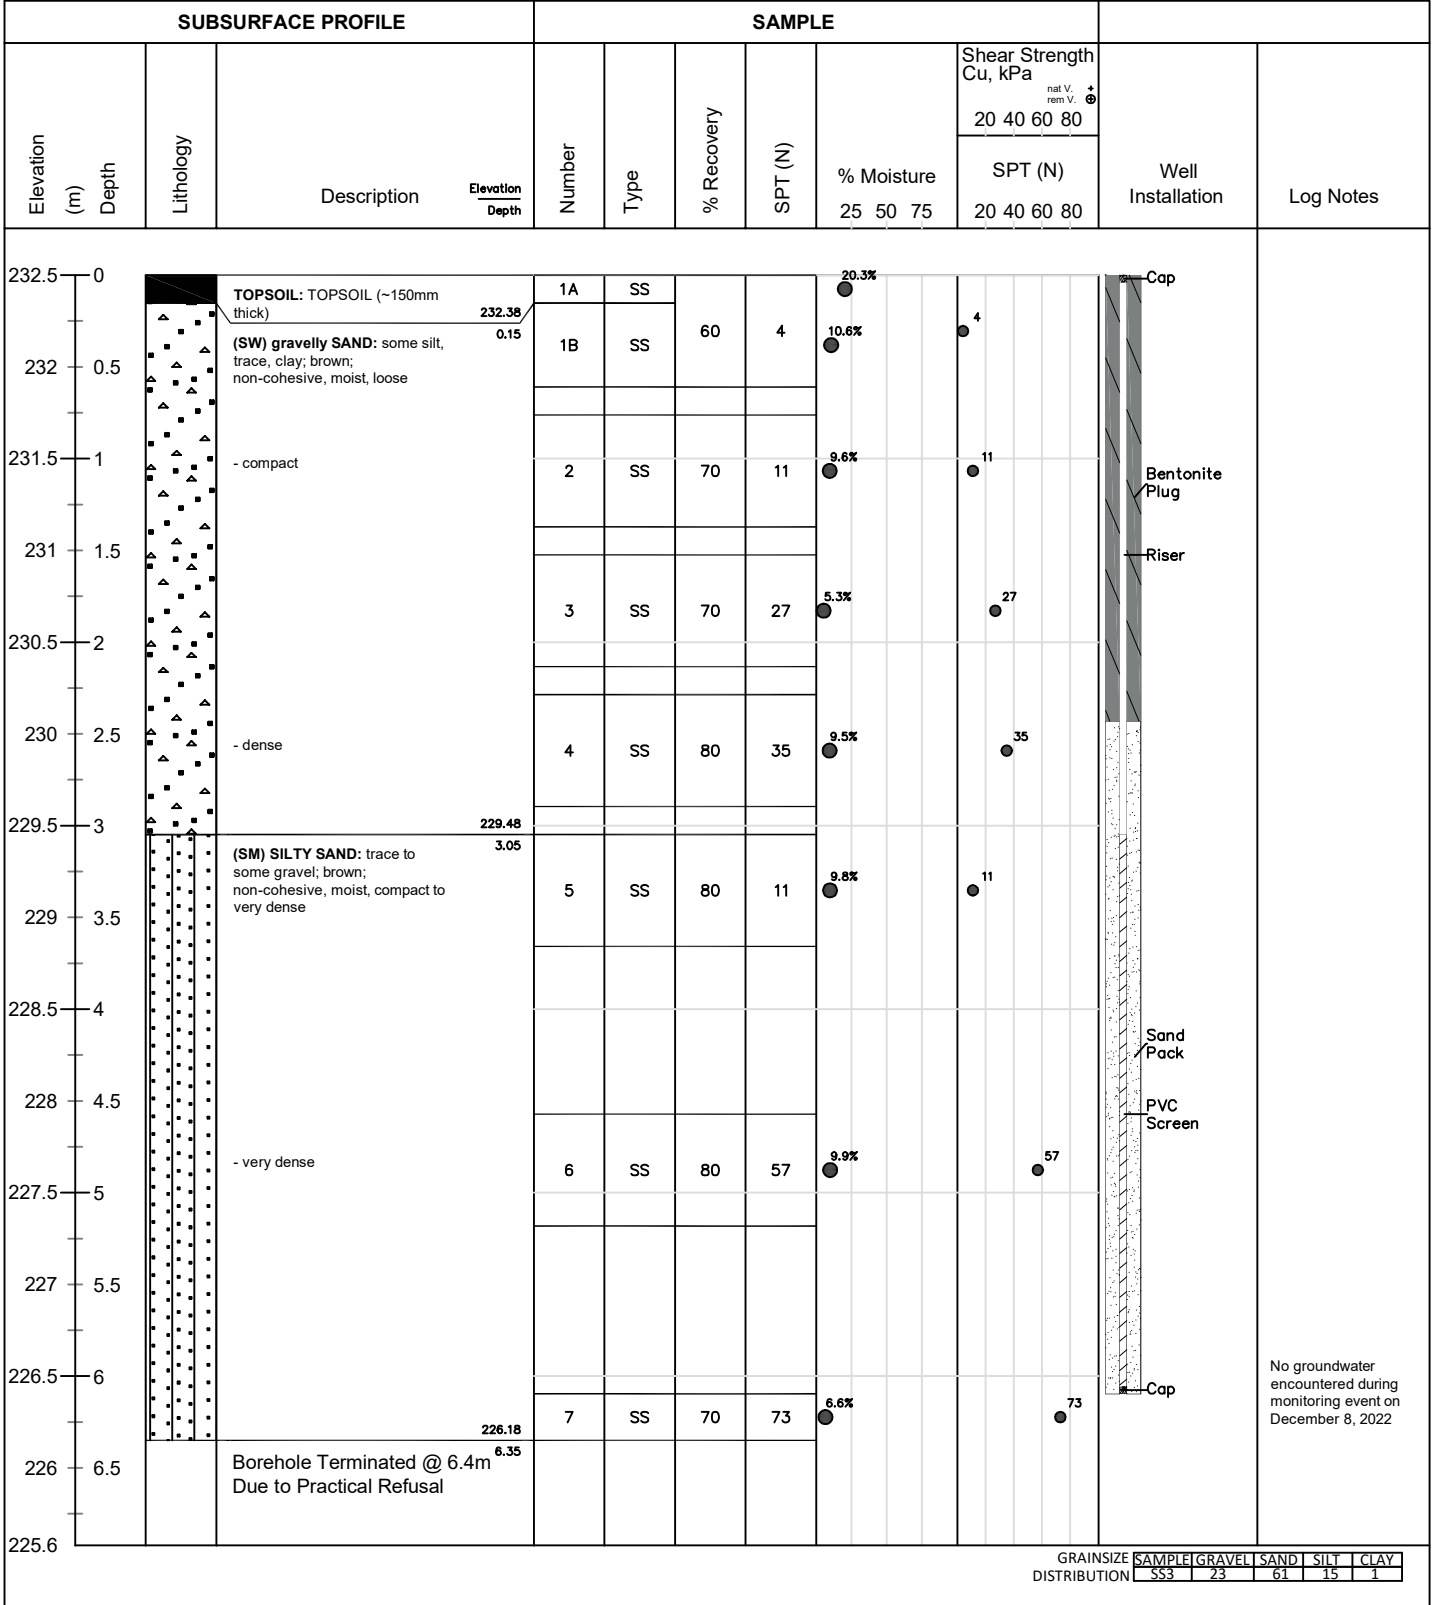 SUBSURFACE PROFILE
SAMPLE
Elevation
(m)
Depth
Lithology
Description
Elevation
Depth
Number
Type
% Recovery
SPT (N)
% Moisture
25 50 75
Shear Strength
Cu, kPa
nat V. +
rem V. ⊕
20 40 60 80
SPT (N)
20 40 60 80
Well
Installation
Log Notes
232.5 0
232 0.5
231.5 1
231 1.5
230.5 2
230 2.5
229.5 3
229 3.5
228.5 4
228 4.5
227.5 5
227 5.5
226.5 6
226 6.5
225.6
TOPSOIL: TOPSOIL (~150mm
thick)
232.38
0.15
(SW) gravelly SAND: some silt,
trace, clay; brown;
non-cohesive, moist, loose
- compact
- dense
229.48
3.05
(SM) SILTY SAND: trace to
some gravel; brown;
non-cohesive, moist, compact to
very dense
- very dense
226.18
6.35
Borehole Terminated @ 6.4m
Due to Practical Refusal
1A SS 20.3%
1B SS 60 4 10.6% 4
2 SS 70 11 9.6% 11
3 SS 70 27 5.3% 27
4 SS 80 35 9.5% 35
5 SS 80 11 9.8% 11
6 SS 80 57 9.9% 57
7 SS 70 73 6.6% 73
Cap
Bentonite
Plug
Riser
Sand
Pack
PVC
Screen
Cap
No groundwater
encountered during
monitoring event on
December 8, 2022
GRAINSIZE
DISTRIBUTION
SAMPLE GRAVEL SAND SILT CLAY
SS3 23 61 15 1